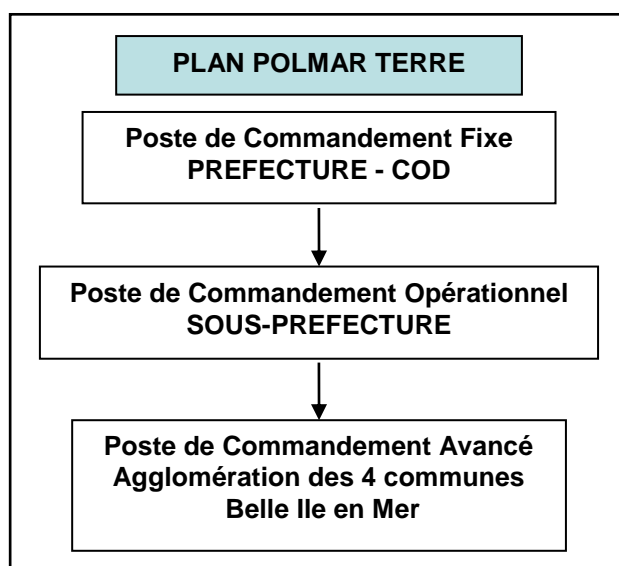 PLAN POLMAR TERRE
Poste de Commandement Fixe
PREFECTURE - COD
Poste de Commandement Opérationnel
SOUS-PREFECTURE
Poste de Commandement Avancé
Agglomération des 4 communes
Belle Ile en Mer